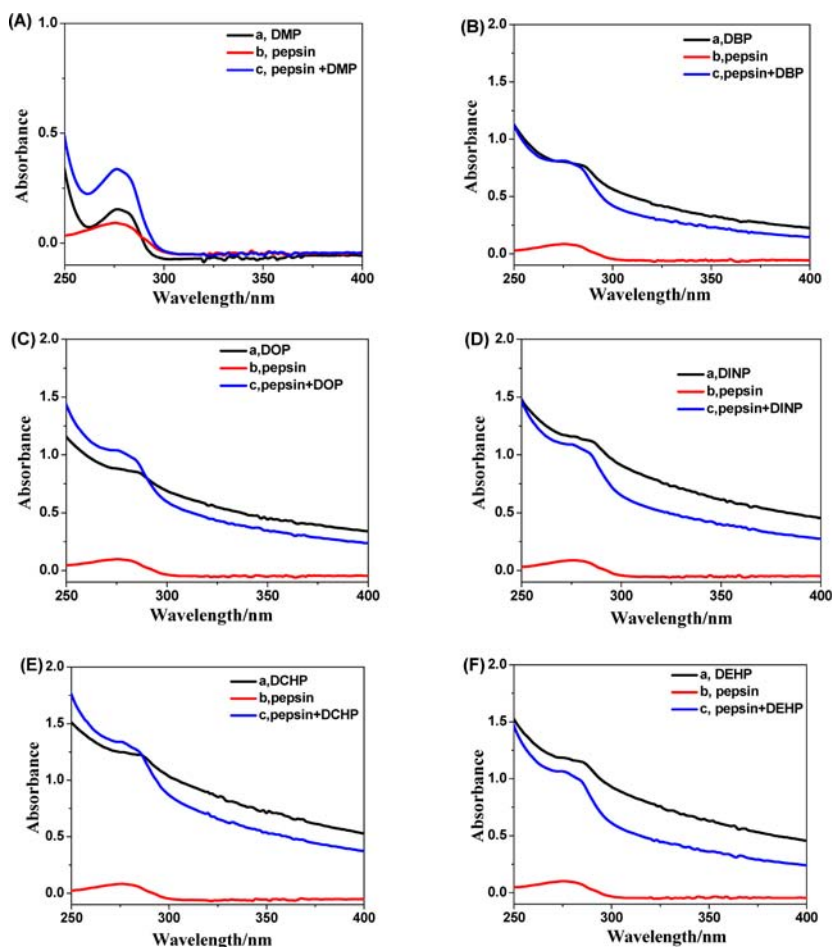 (A)
a, DMP
b, pepsin
c, pepsin +DMP
1.0
0.5
0.0
Absorbance
250 300 350 400
Wavelength/nm
(B)
a,DBP
b,pepsin
c,pepsin+DBP
2.0
1.5
1.0
0.5
0.0
Absorbance
250 300 350 400
Wavelength/nm
(C)
a,DOP
b,pepsin
c,pepsin+DOP
2.0
1.5
1.0
0.5
0.0
Absorbance
250 300 350 400
Wavelength/nm
(D)
a,DINP
b,pepsin
c,pepsin+DINP
2.0
1.5
1.0
0.5
0.0
Absorbance
250 300 350 400
Wavelength/nm
(E)
a,DCHP
b,pepsin
c,pepsin+DCHP
2.0
1.5
1.0
0.5
0.0
Absorbance
250 300 350 400
Wavelength/nm
(F)
a, DEHP
b, pepsin
c, pepsin+DEHP
2.0
1.5
1.0
0.5
0.0
Absorbance
250 300 350 400
Wavelength/nm